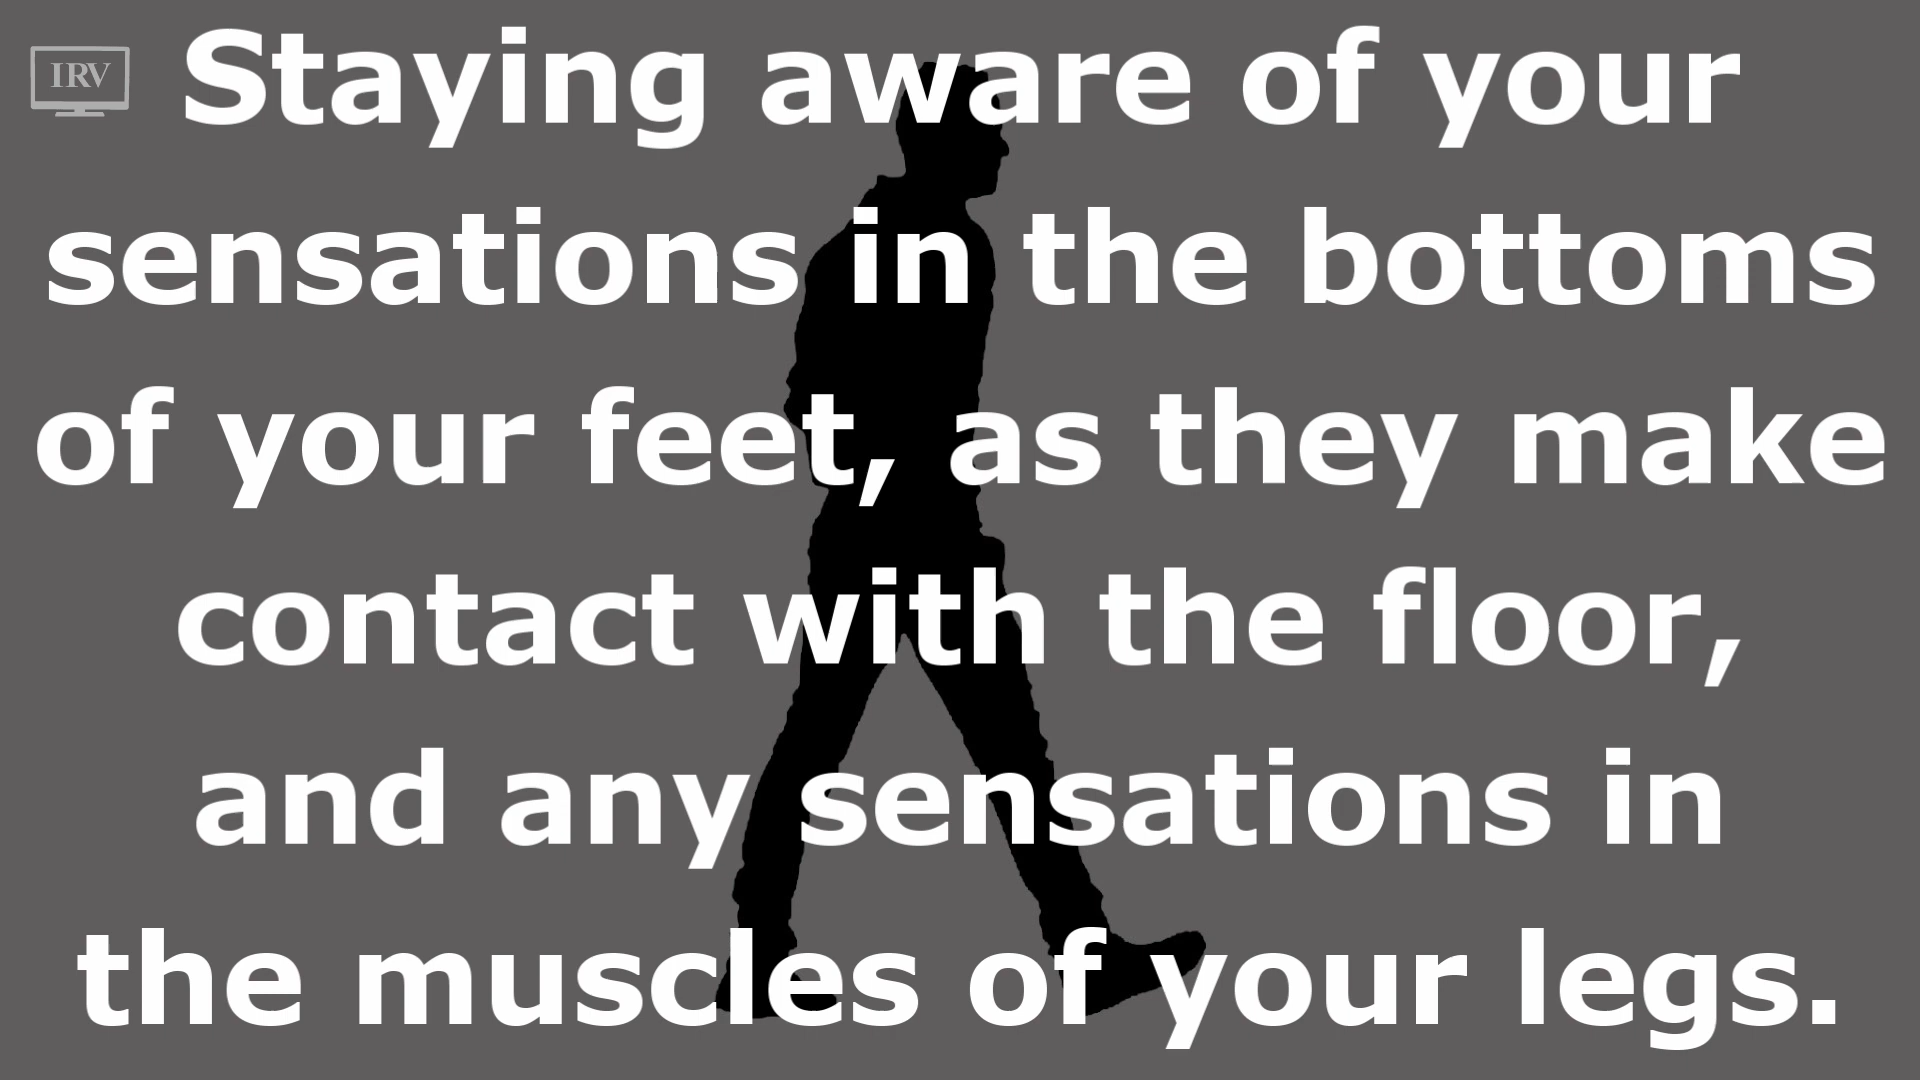 IRV
Staying aware of your
sensations in the bottoms
of your feet, as they make
contact with the floor,
and any sensations in
the muscles of your legs.